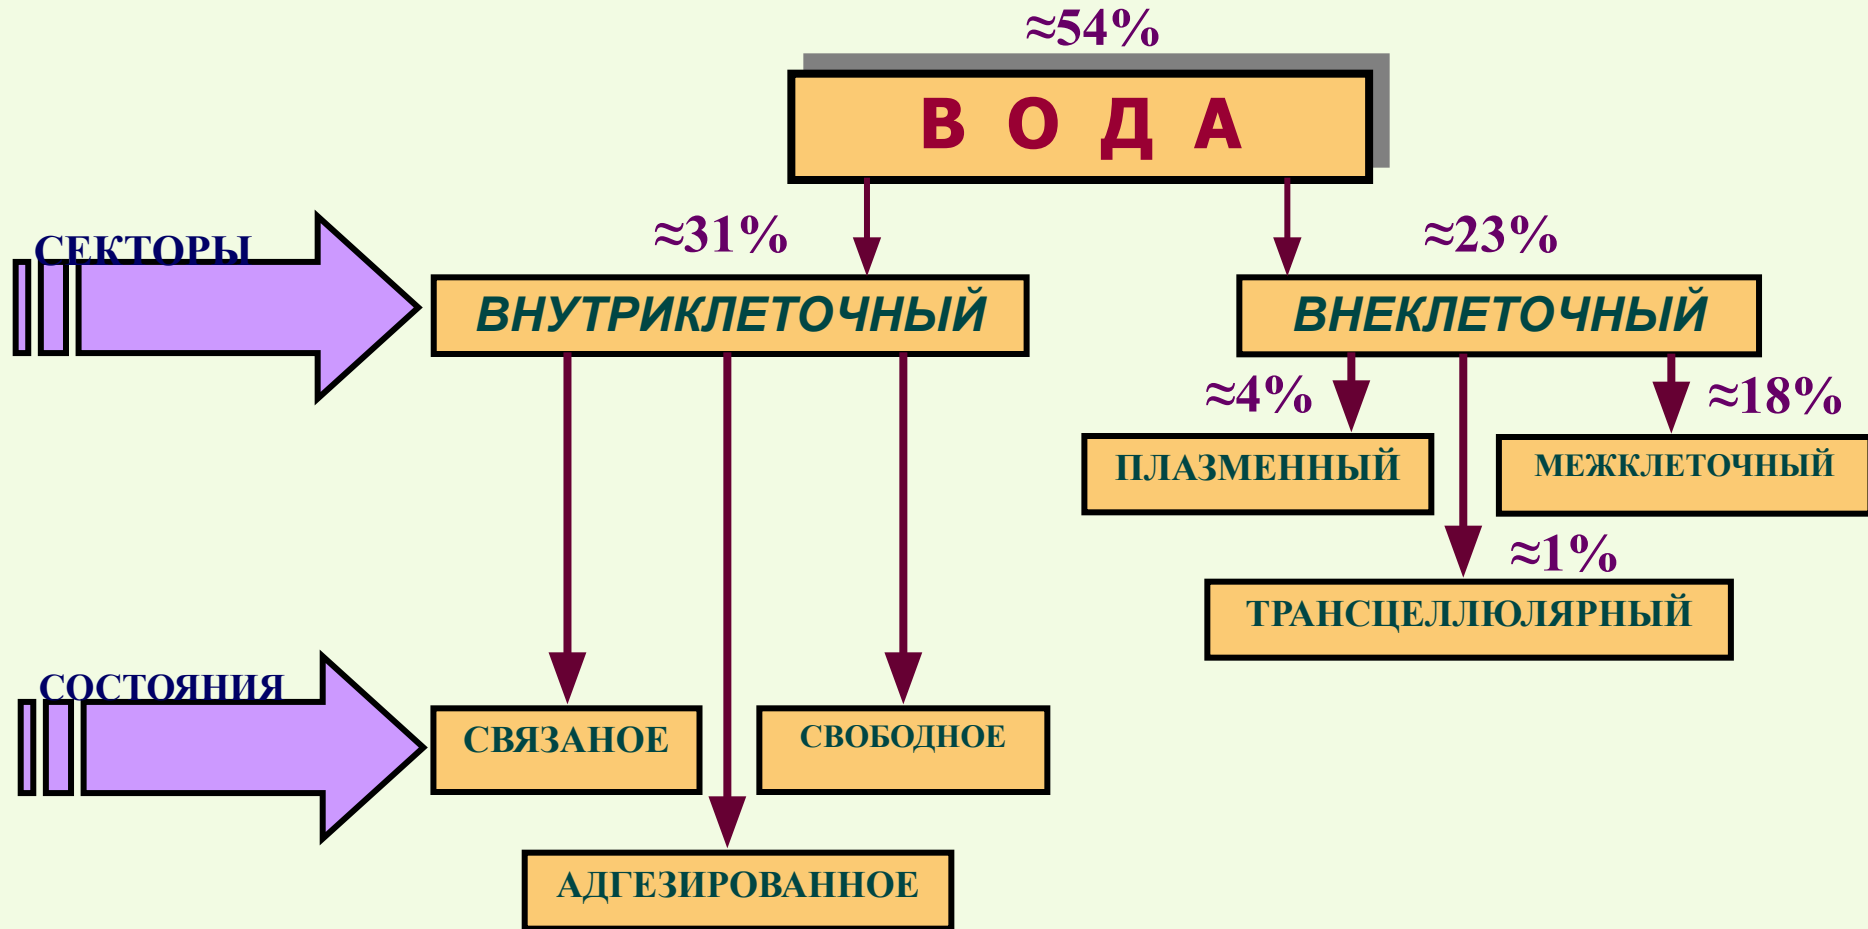 ≈54%
В О Д А
СЕКТОРЫ
≈31%
≈23%
ВНУТРИКЛЕТОЧНЫЙ
ВНЕКЛЕТОЧНЫЙ
≈4%
≈18%
ПЛАЗМЕННЫЙ
МЕЖКЛЕТОЧНЫЙ
≈1%
ТРАНСЦЕЛЛЮЛЯРНЫЙ
СОСТОЯНИЯ
СВЯЗАНОЕ
СВОБОДНОЕ
АДГЕЗИРОВАННОЕ